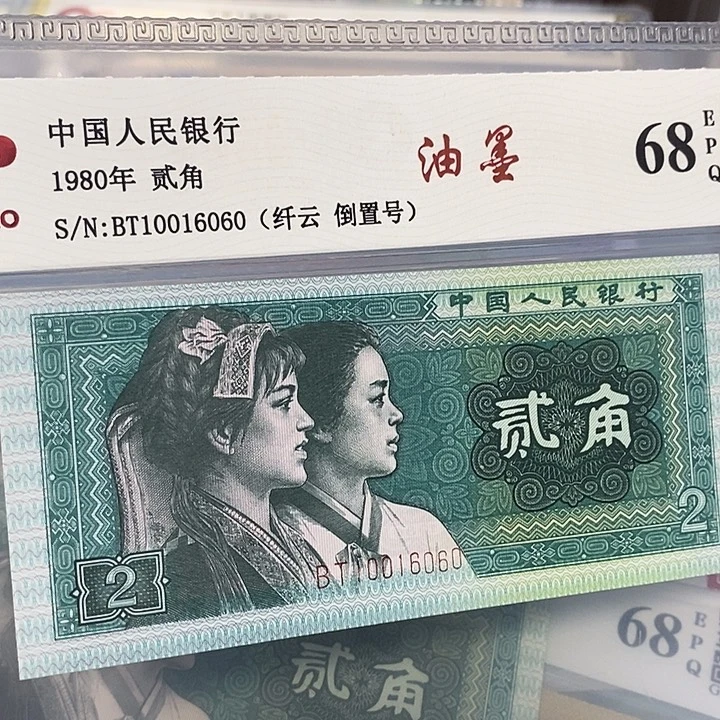 中国人民银行
1980年 贰角
S/N:BT10016060（纤云 倒置号）
油墨
68
E
P
Q
O
中国人民银行
贰角
2
2
BT10016060
68
E
P
Q
贰角